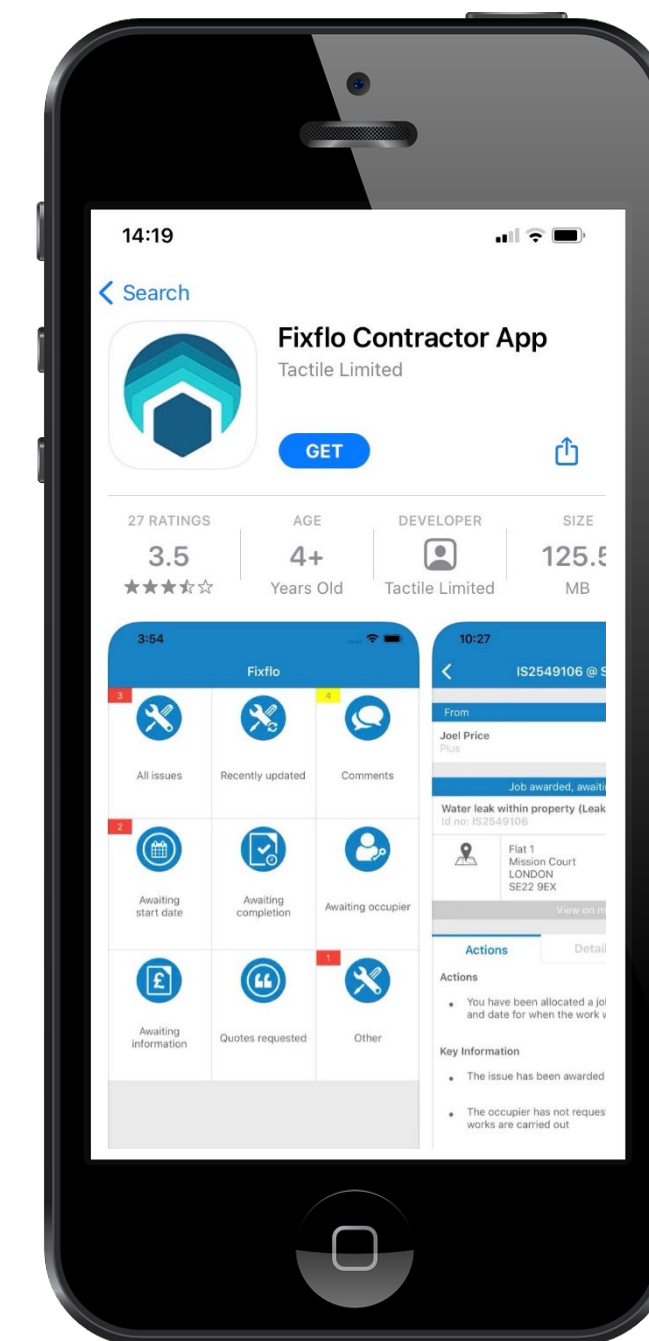 14:19
Search
Fixflo Contractor App
Tactile Limited
GET
27 RATINGS
3.5
AGE
4+
Years Old
DEVELOPER
Tactile Limited
SIZE
125.5
MB
3:54
Fixflo
3
All issues
Recently updated
4
Comments
2
Awaiting
start date
Awaiting
completion
Awaiting occupier
£
Awaiting
information
Quotes requested
1
Other
10:27
IS2549106 @ S
From
Joel Price
Plus
Job awarded, awaiti
Water leak within property (Leak
Id no: IS2549106
Flat 1
Mission Court
LONDON
SE22 9EX
View on m
Actions
Detail
Actions
• You have been allocated a jo
and date for when the work w
Key Information
• The issue has been awarded
• The occupier has not reques
works are carried out